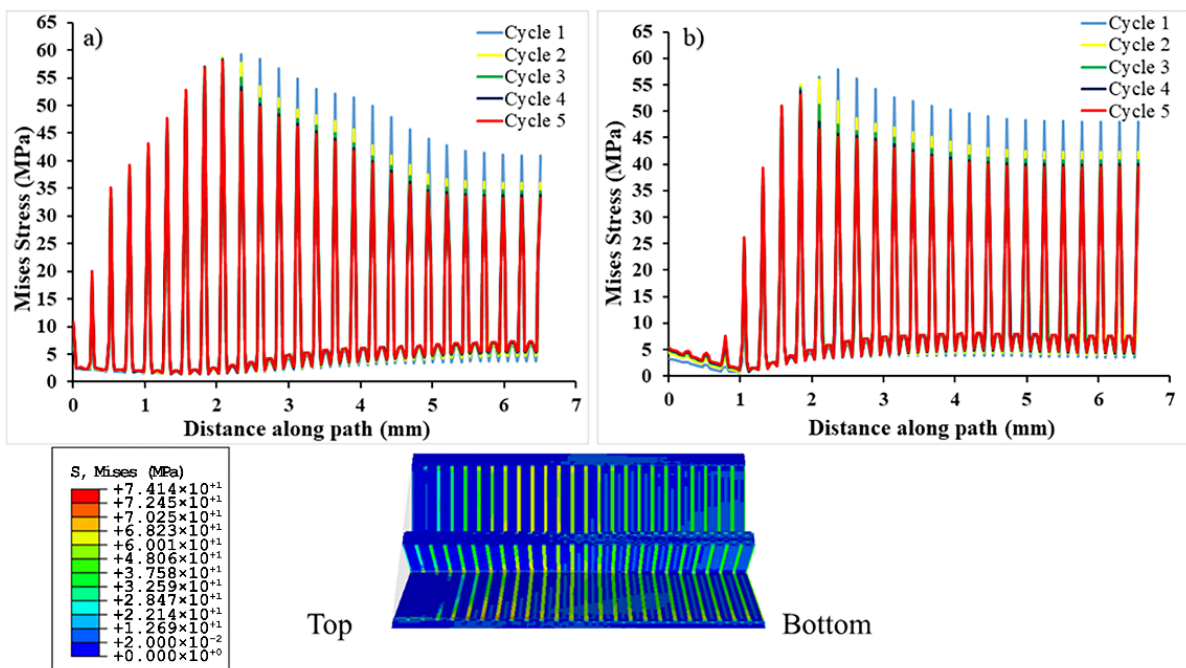 a)
Cycle 1
Cycle 2
Cycle 3
Cycle 4
Cycle 5
Mises Stress (MPa)
65
60
55
50
45
40
35
30
25
20
15
10
5
0
0 1 2 3 4 5 6 7
Distance along path (mm)
b)
Cycle 1
Cycle 2
Cycle 3
Cycle 4
Cycle 5
Mises Stress (MPa)
65
60
55
50
45
40
35
30
25
20
15
10
5
0
0 1 2 3 4 5 6 7
Distance along path (mm)
S, Mises (MPa)
+7.414×10⁺¹
+7.245×10⁺¹
+7.025×10⁺¹
+6.823×10⁺¹
+6.001×10⁺¹
+4.806×10⁺¹
+3.758×10⁺¹
+3.259×10⁺¹
+2.847×10⁺¹
+2.214×10⁺¹
+1.269×10⁺¹
+2.000×10⁻²
+0.000×10⁺⁰
Top
Bottom